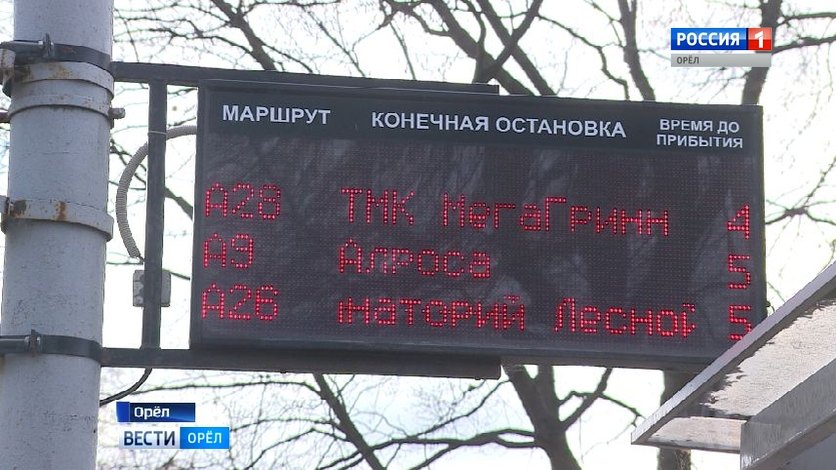 РОССИЯ 1
ОРЁЛ
МАРШРУТ КОНЕЧНАЯ ОСТАНОВКА ВРЕМЯ ДО ПРИБЫТИЯ
А28 ТМК МегаГринн 4
А9 Алроса 5
А26 наторий Лесной 5
Орёл
ВЕСТИ ОРЁЛ